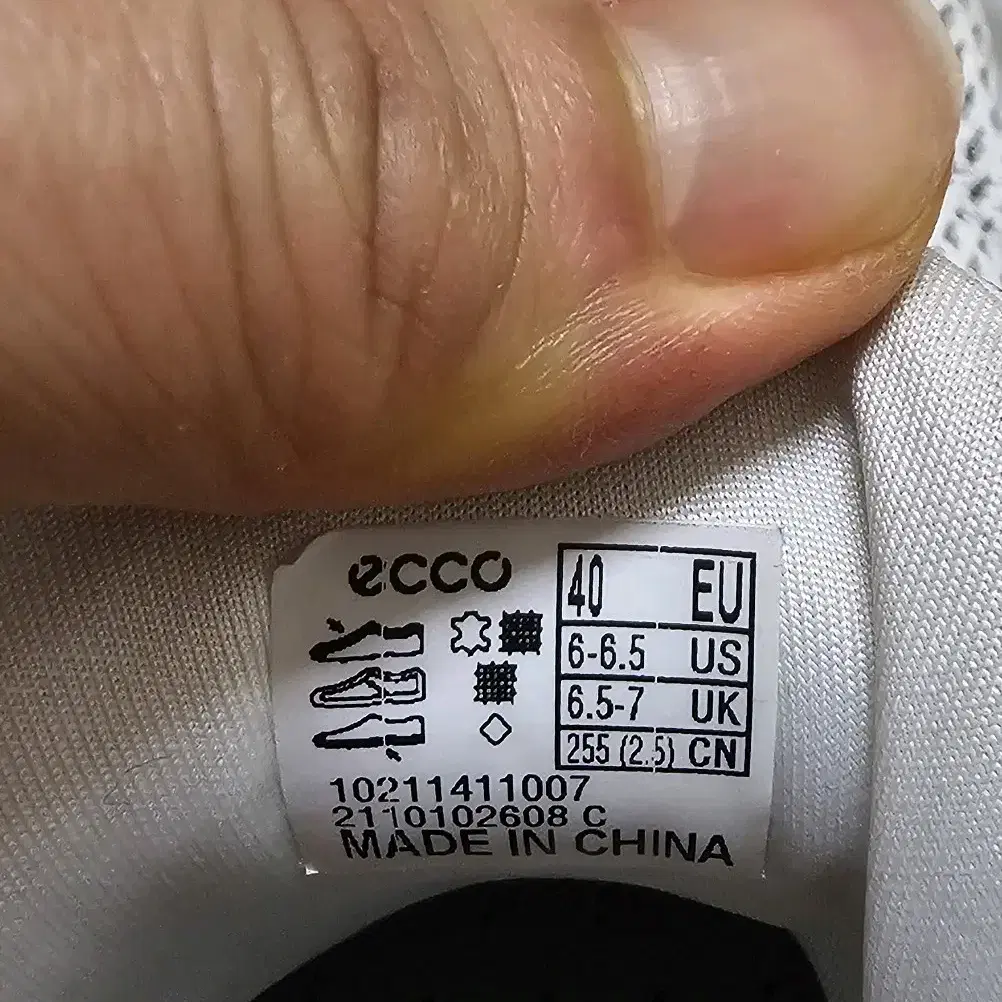 ecco
40 EU
6-6.5 US
6.5-7 UK
255 (2.5) CN
10211411007
2110102608 C
MADE IN CHINA